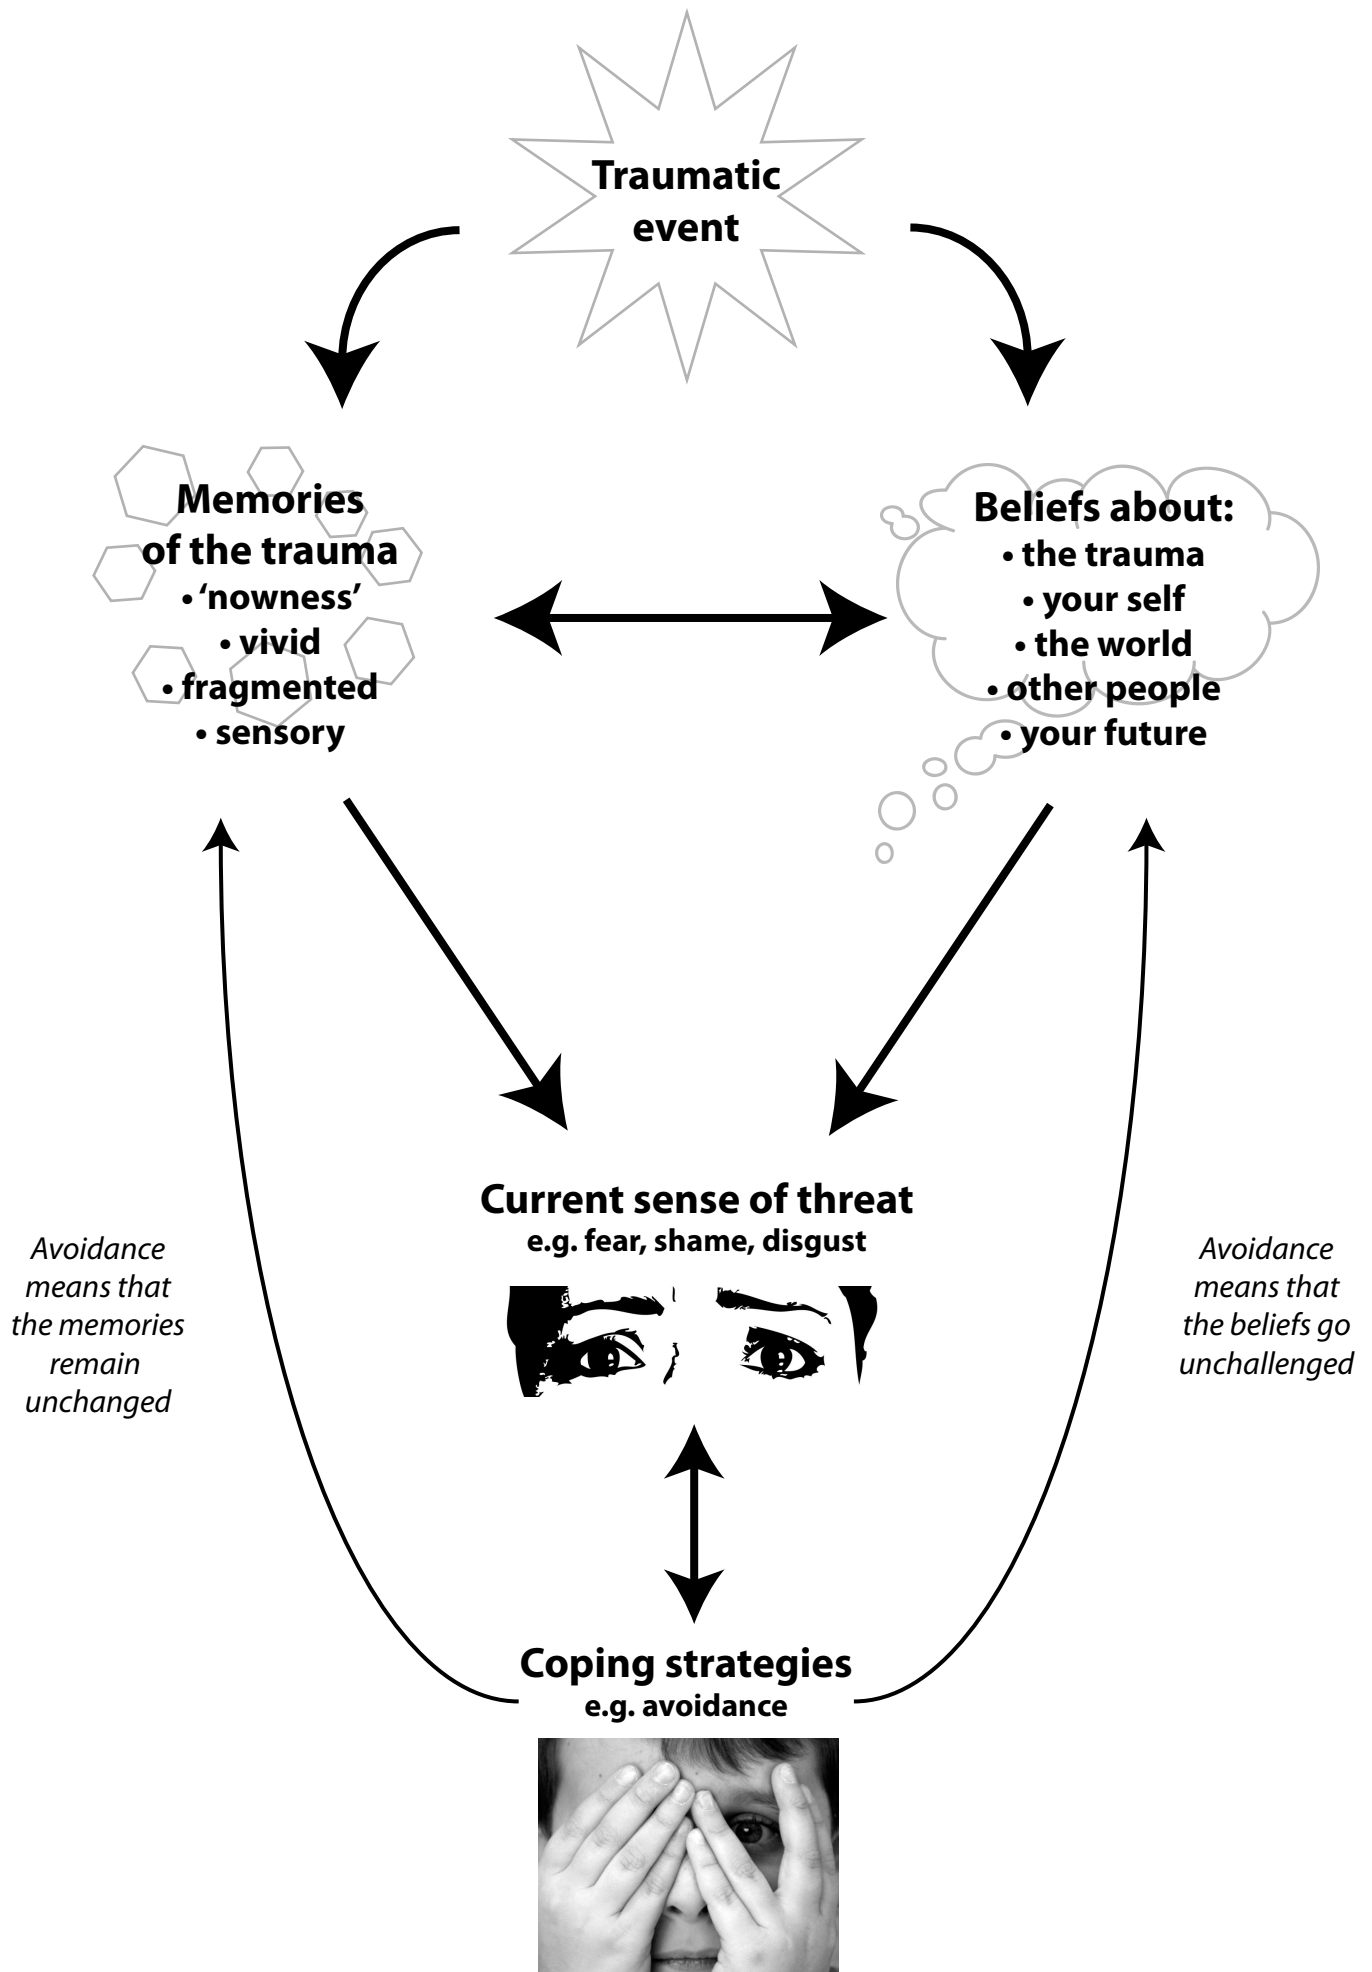 Traumatic
event
Memories
of the trauma
• ‘nowness’
• vivid
• fragmented
• sensory
Beliefs about:
• the trauma
• your self
• the world
• other people
• your future
Current sense of threat
e.g. fear, shame, disgust
Avoidance
means that
the memories
remain
unchanged
Avoidance
means that
the beliefs go
unchallenged
Coping strategies
e.g. avoidance